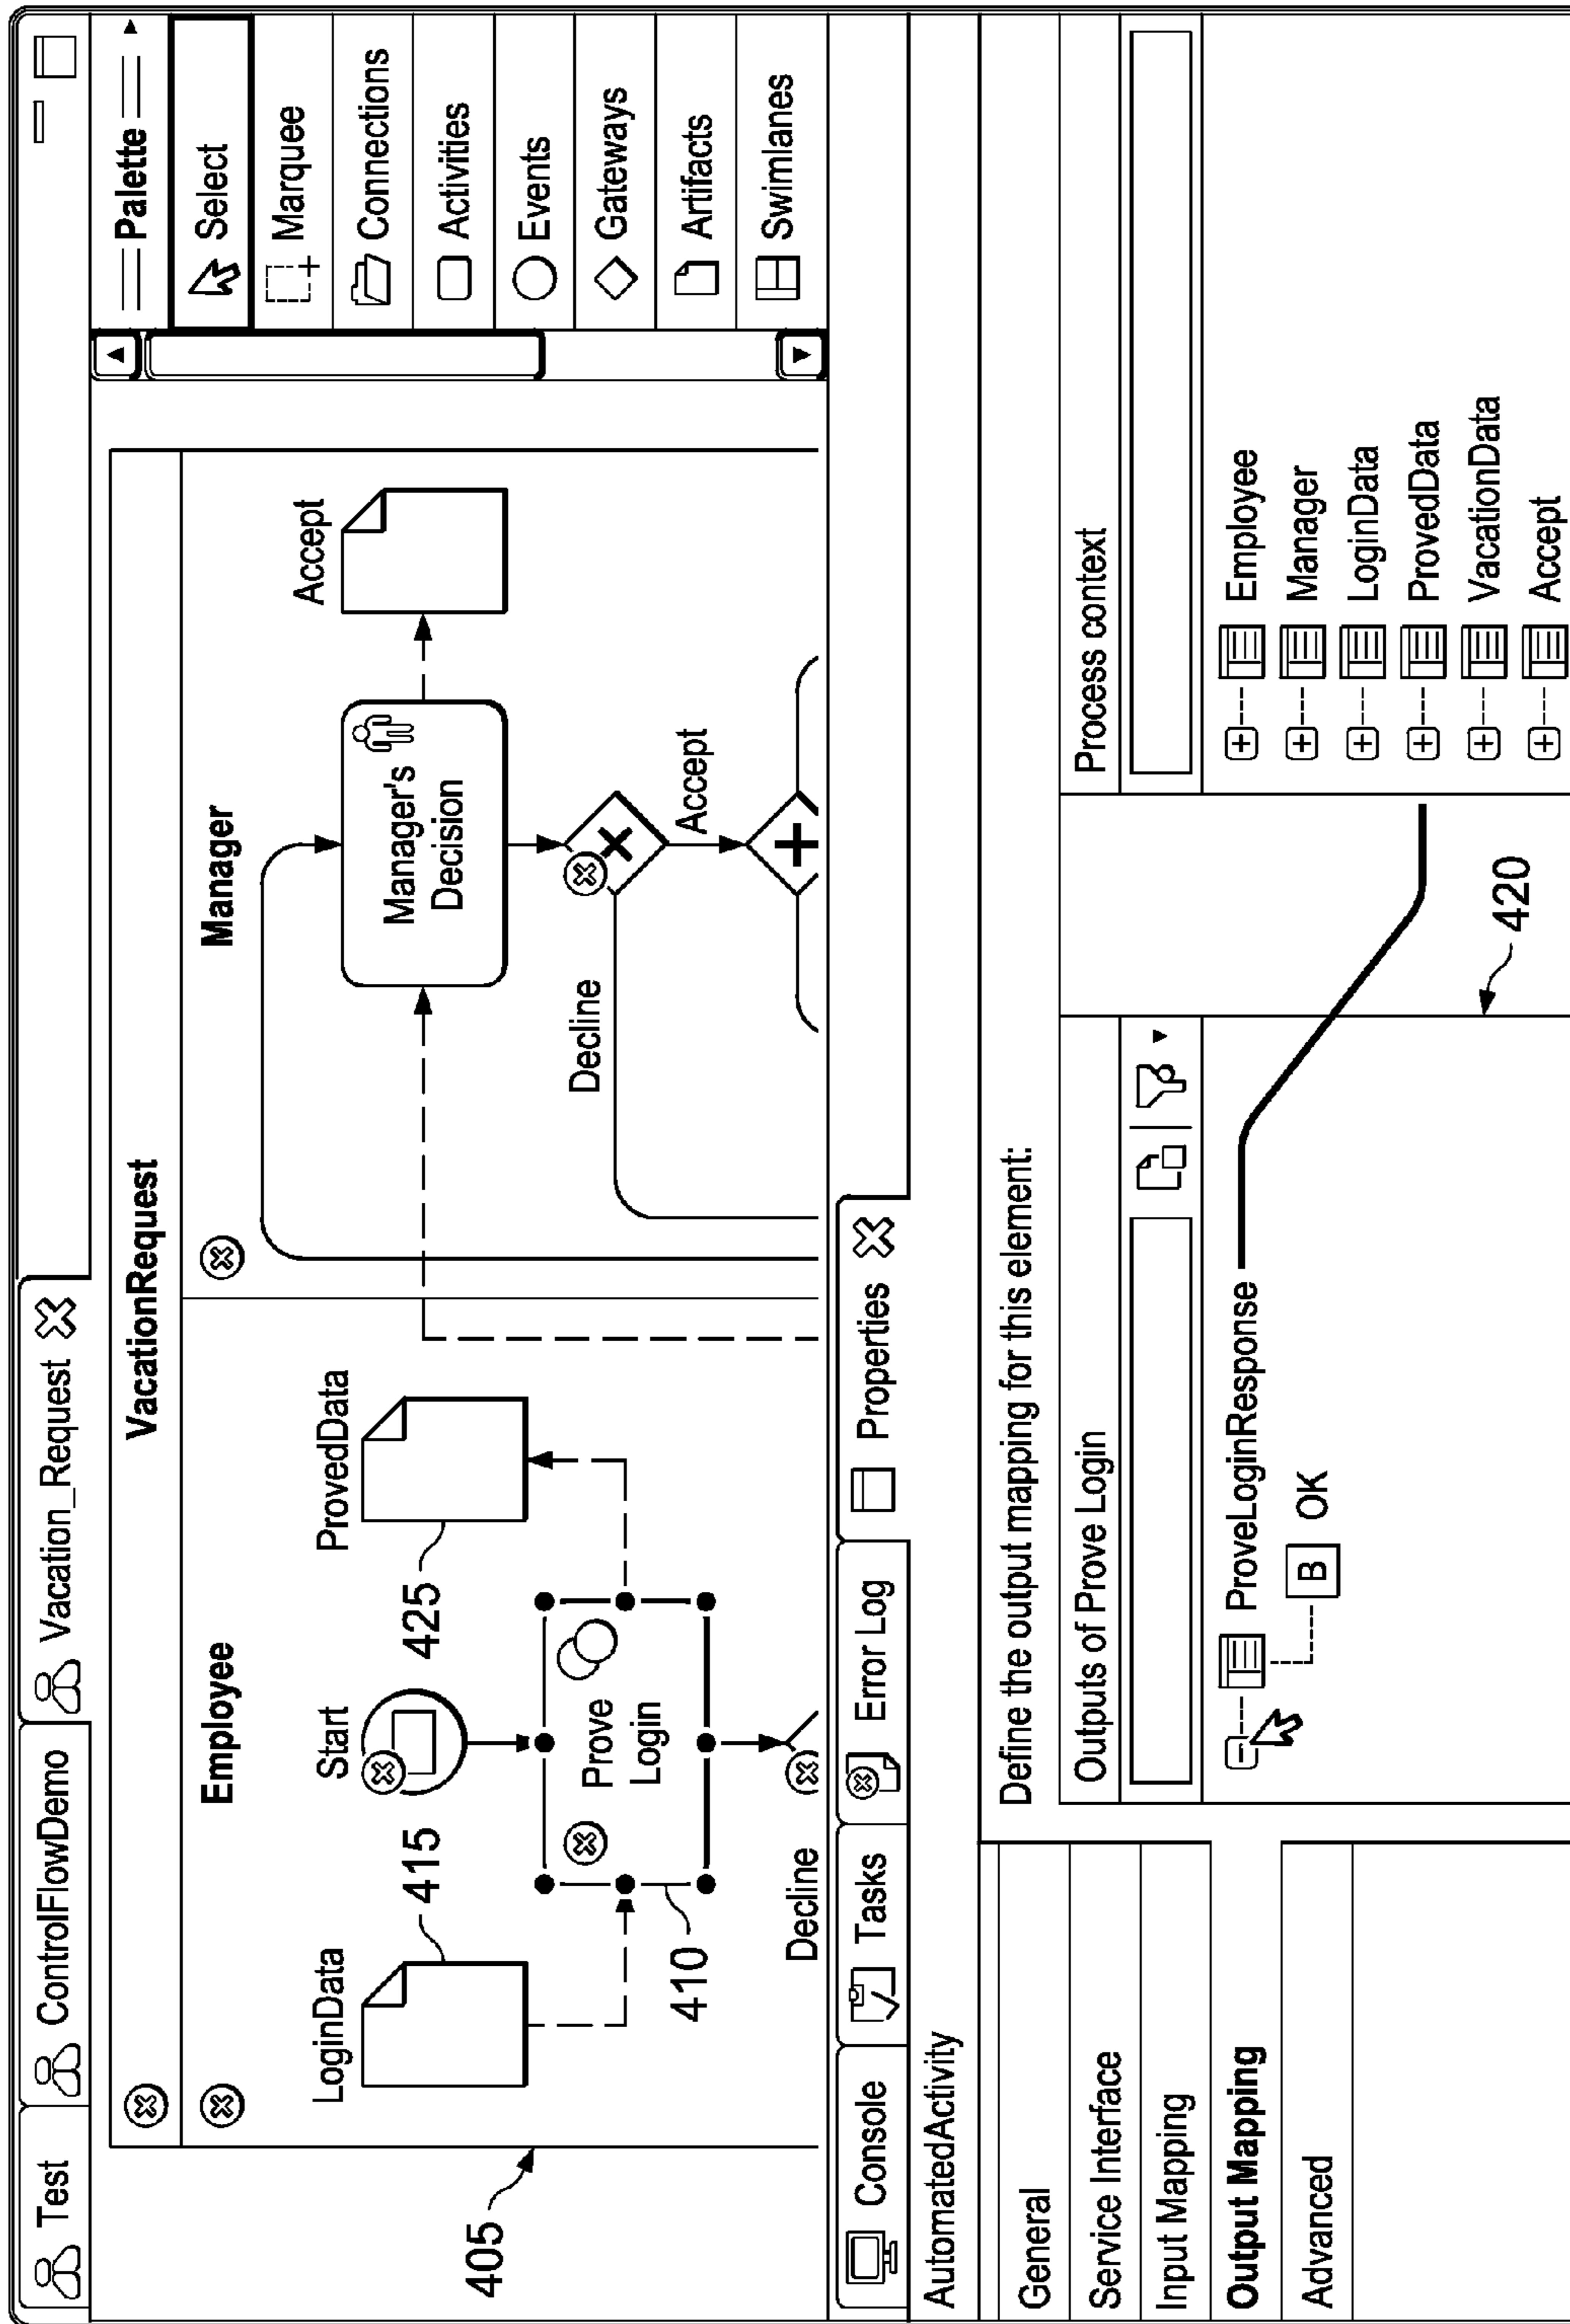 Test
ControlFlowDemo
Vacation_Request
VacationRequest
Employee
Manager
LoginData
415
Start
425
ProvedData
Accept
405
410
Prove
Login
Manager's
Decision
Decline
Accept
Decline
Palette
Select
Marquee
Connections
Activities
Events
Gateways
Artifacts
Swimlanes
Console
Tasks
Error Log
Properties
AutomatedActivity
General
Service Interface
Input Mapping
Output Mapping
Advanced
Define the output mapping for this element:
Outputs of Prove Login
ProveLoginResponse
B OK
420
Process context
Employee
Manager
LoginData
ProvedData
VacationData
Accept